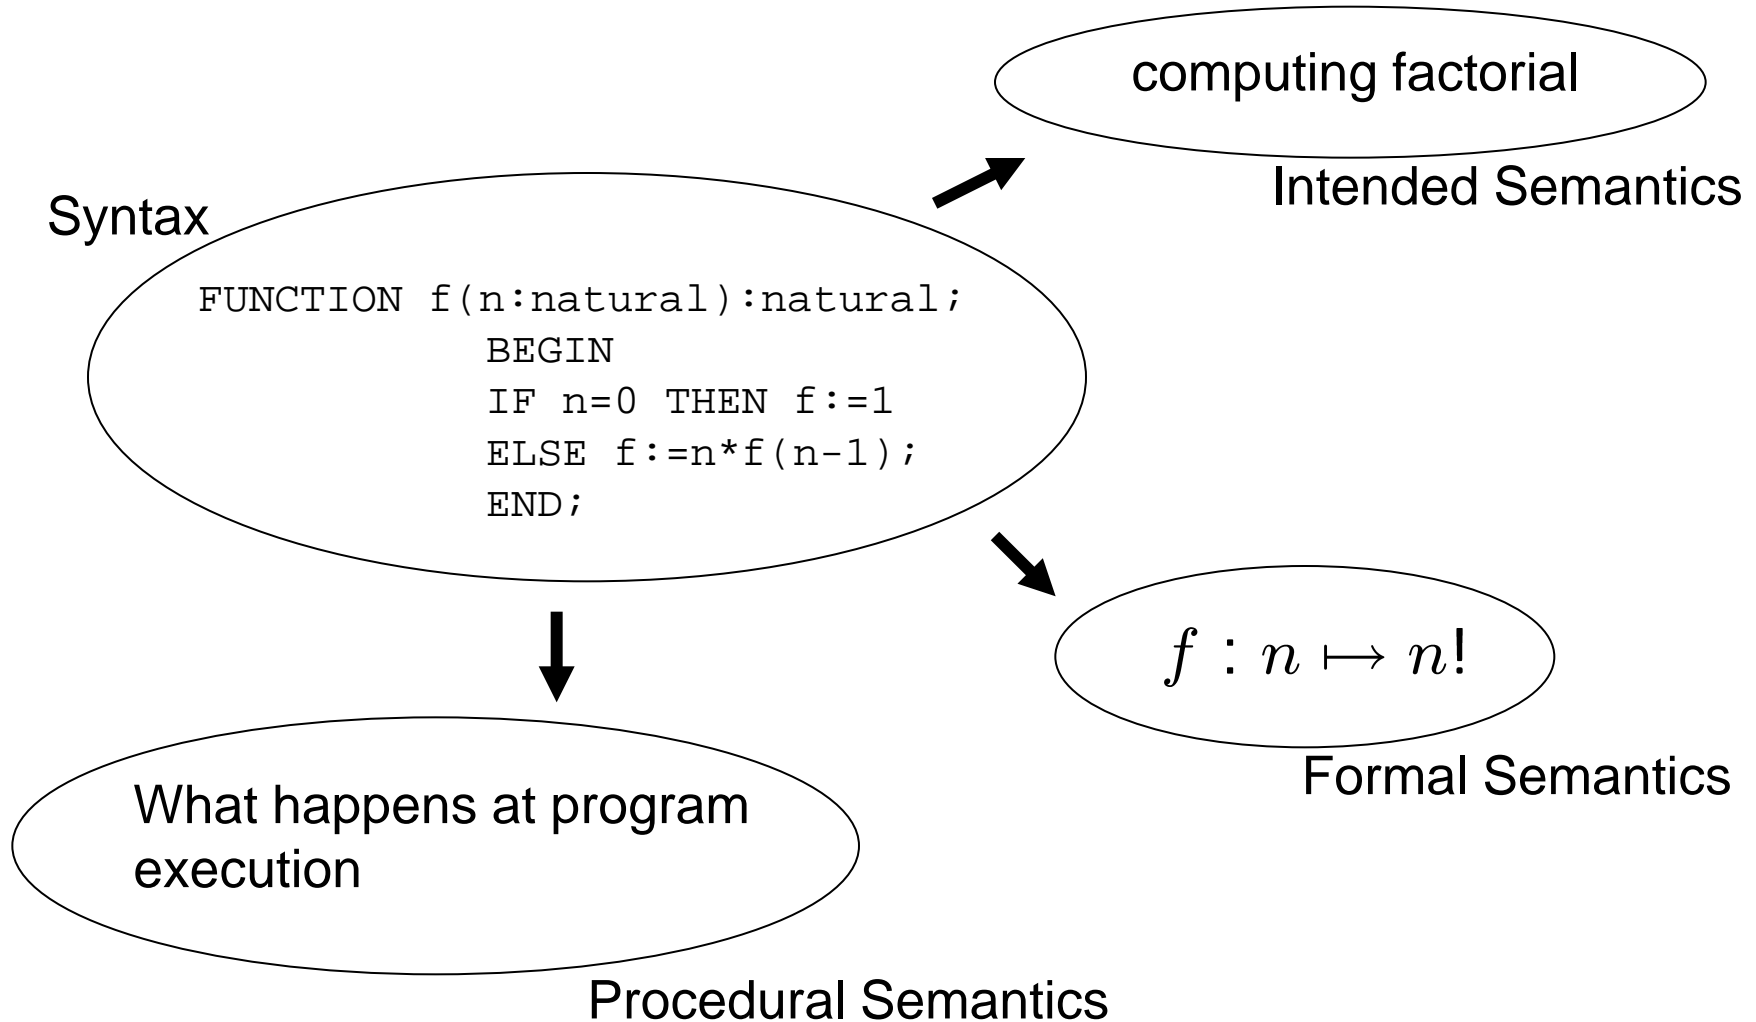 computing factorial
Intended Semantics
Syntax
FUNCTION f(n:natural):natural;
BEGIN
IF n=0 THEN f:=1
ELSE f:=n*f(n-1);
END;
f : n ↦ n!
Formal Semantics
What happens at program
execution
Procedural Semantics